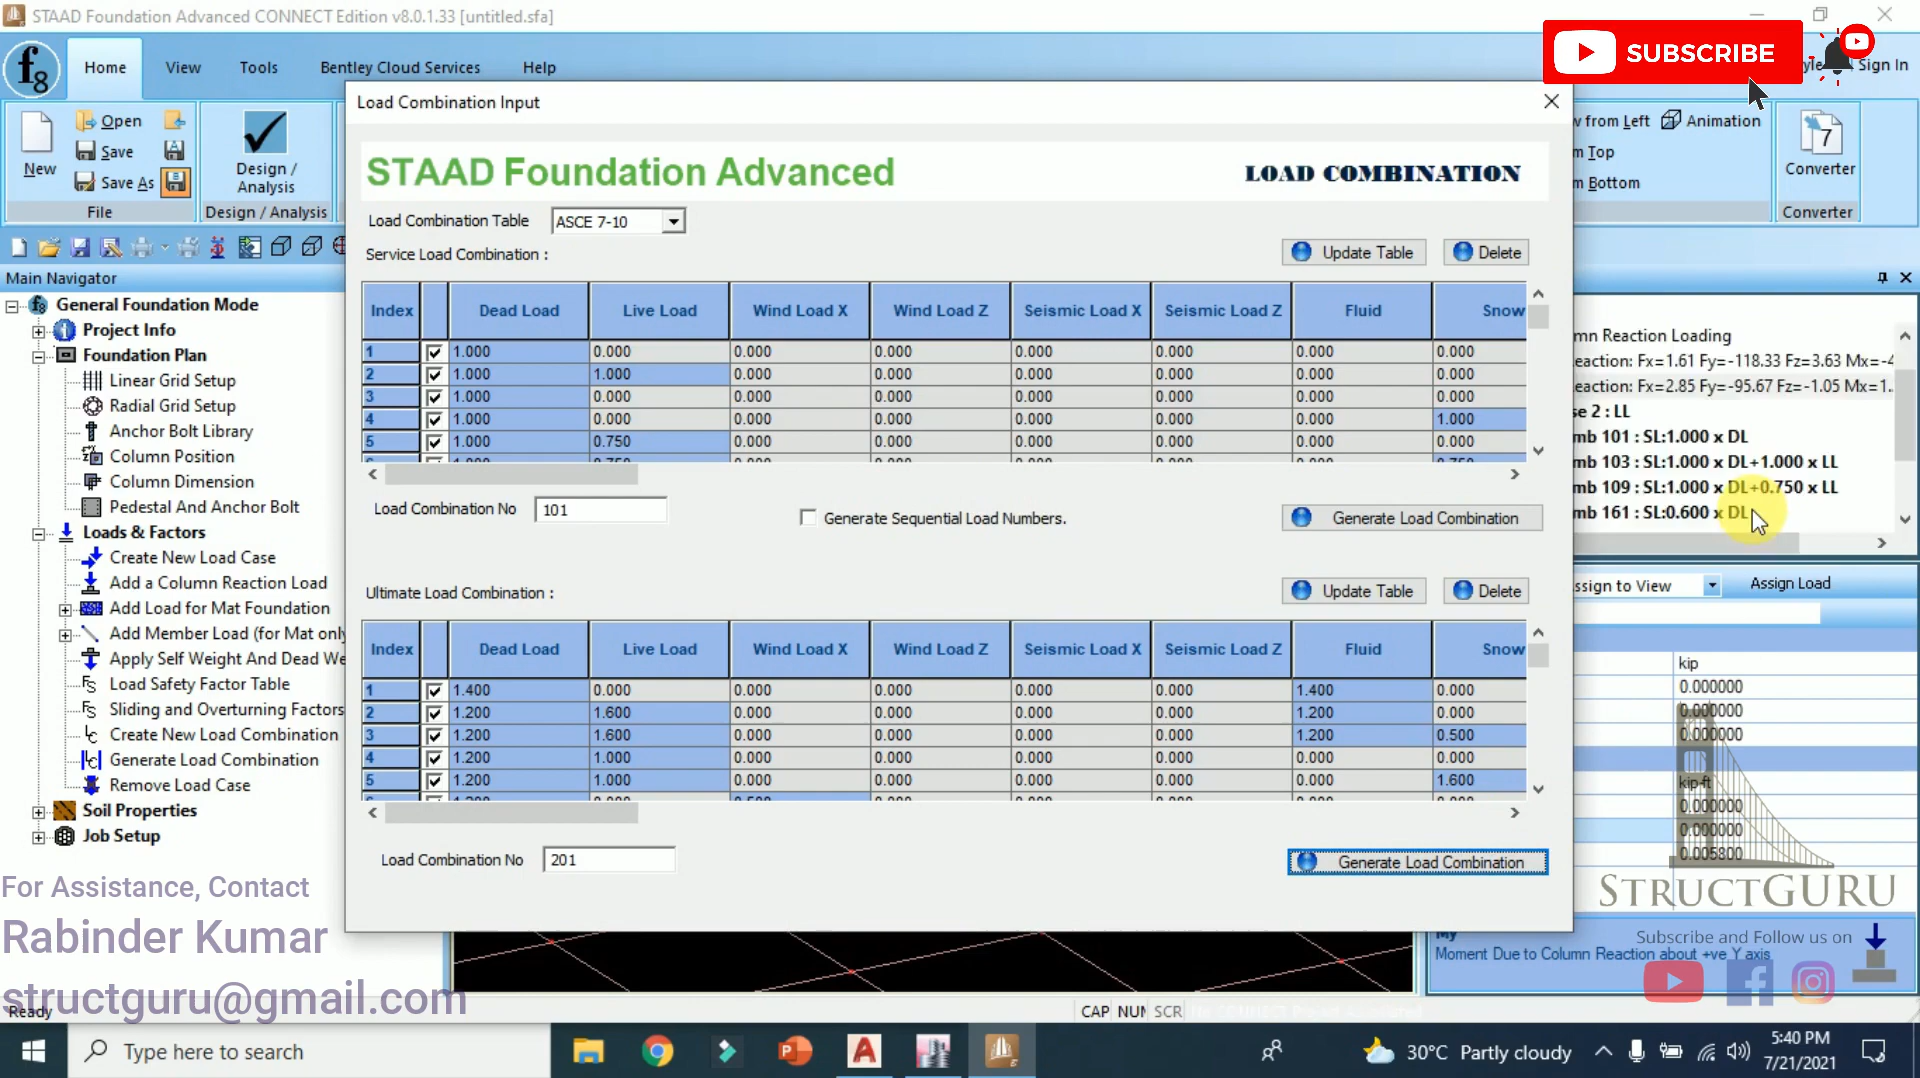 STAAD Foundation Advanced CONNECT Edition v8.0.1.33 [untitled.sfa]
SUBSCRIBE
Home View Tools Bentley Cloud Services Help
Sign In
Load Combination Input
New
Open
Save
Save As
File
Design /
Analysis
Design / Analysis
from Left
Animation
Top
Bottom
7
Converter
Converter
STAAD Foundation Advanced
LOAD COMBINATION
Load Combination Table ASCE 7-10
Service Load Combination :
Update Table Delete
Index Dead Load Live Load Wind Load X Wind Load Z Seismic Load X Seismic Load Z Fluid Snow
1 1.000 0.000 0.000 0.000 0.000 0.000 0.000 0.000
2 1.000 1.000 0.000 0.000 0.000 0.000 0.000 0.000
3 1.000 0.000 0.000 0.000 0.000 0.000 0.000 0.000
4 1.000 0.000 0.000 0.000 0.000 0.000 0.000 1.000
5 1.000 0.750 0.000 0.000 0.000 0.000 0.000 0.000
Load Combination No 101
Generate Sequential Load Numbers.
Generate Load Combination
Ultimate Load Combination :
Update Table Delete
Index Dead Load Live Load Wind Load X Wind Load Z Seismic Load X Seismic Load Z Fluid Snow
1 1.400 0.000 0.000 0.000 0.000 0.000 1.400 0.000
2 1.200 1.600 0.000 0.000 0.000 0.000 1.200 0.000
3 1.200 1.600 0.000 0.000 0.000 0.000 1.200 0.500
4 1.200 1.000 0.000 0.000 0.000 0.000 0.000 0.000
5 1.200 1.000 0.000 0.000 0.000 0.000 0.000 1.600
Load Combination No 201
Generate Load Combination
Main Navigator
General Foundation Mode
Project Info
Foundation Plan
Linear Grid Setup
Radial Grid Setup
Anchor Bolt Library
Column Position
Column Dimension
Pedestal And Anchor Bolt
Loads & Factors
Create New Load Case
Add a Column Reaction Load
Add Load for Mat Foundation
Add Member Load (for Mat only
Apply Self Weight And Dead We
Load Safety Factor Table
Sliding and Overturning Factors
Create New Load Combination
Generate Load Combination
Remove Load Case
Soil Properties
Job Setup
mn Reaction Loading
eaction: Fx=1.61 Fy=-118.33 Fz=3.63 Mx=-4
eaction: Fx=2.85 Fy=-95.67 Fz=-1.05 Mx=1.
se 2 : LL
mb 101 : SL:1.000 x DL
mb 103 : SL:1.000 x DL+1.000 x LL
mb 109 : SL:1.000 x DL+0.750 x LL
mb 161 : SL:0.600 x DL
ssign to View Assign Load
kip
0.000000
0.000000
0.000000
kip-ft
0.000000
0.000000
0.005800
STRUCTGURU
My
Moment Due to Column Reaction about +ve Y axis
Subscribe and Follow us on
For Assistance, Contact
Rabinder Kumar
structguru@gmail.com
Ready
CAP NUM SCR
Type here to search
30°C Partly cloudy
5:40 PM
7/21/2021